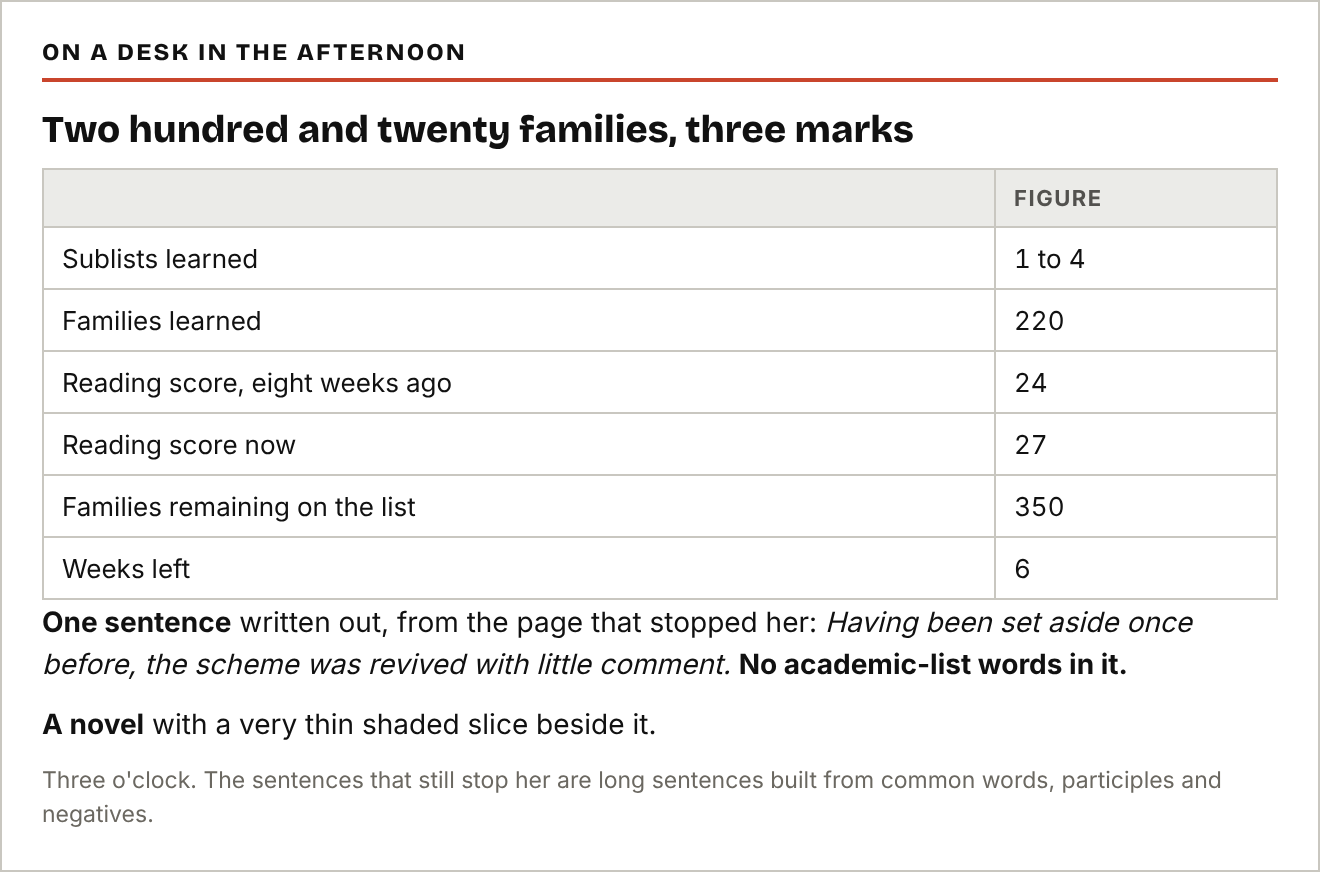 ON A DESK IN THE AFTERNOON
Two hundred and twenty families, three marks
FIGURE
Sublists learned 1 to 4
Families learned 220
Reading score, eight weeks ago 24
Reading score now 27
Families remaining on the list 350
Weeks left 6
One sentence written out, from the page that stopped her: Having been set aside once
before, the scheme was revived with little comment. No academic-list words in it.
A novel with a very thin shaded slice beside it.
Three o'clock. The sentences that still stop her are long sentences built from common words, participles and
negatives.